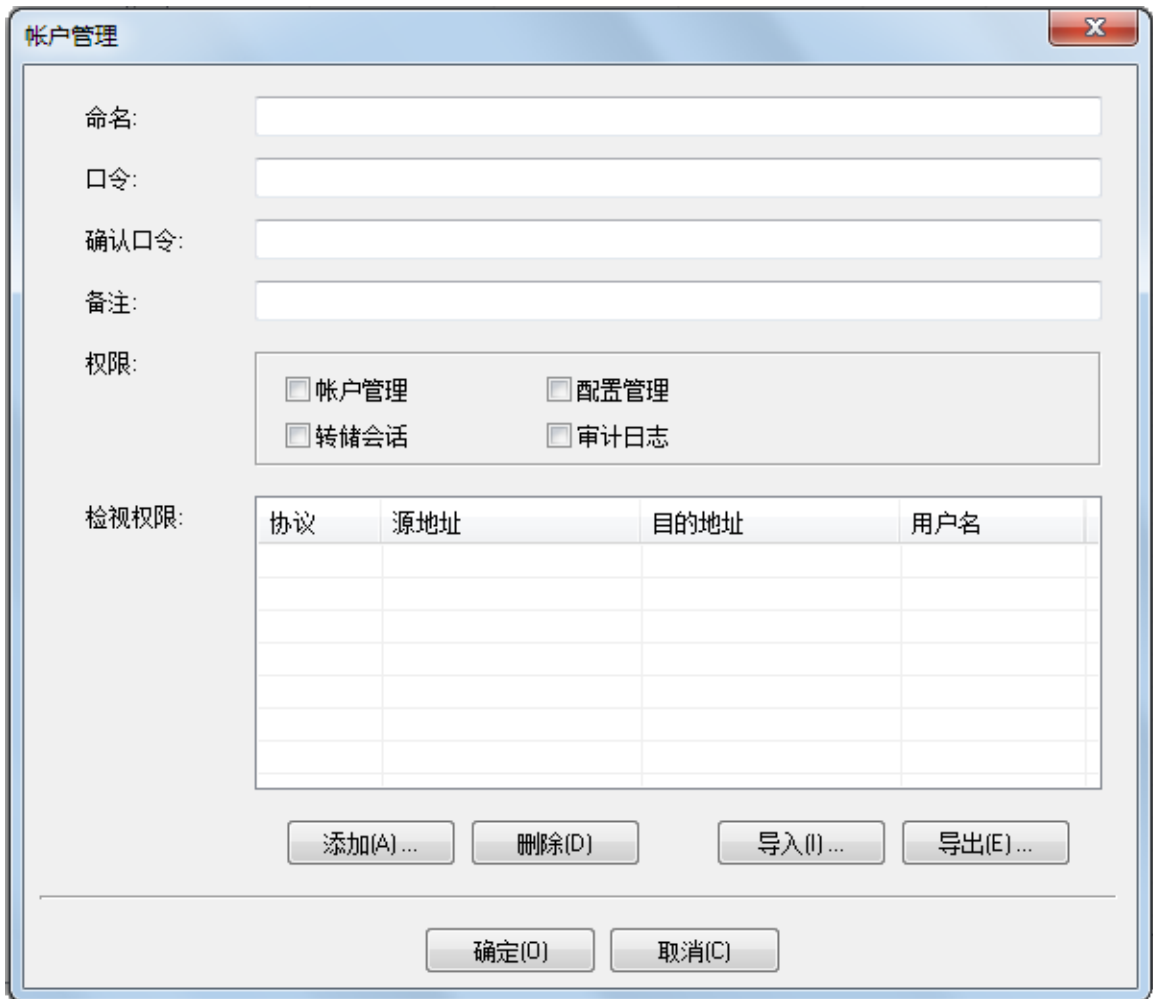 帐户管理
命名:
口令:
确认口令:
备注:
权限:
帐户管理 配置管理
转储会话 审计日志
检视权限:
协议 源地址 目的地址 用户名
添加(A) ... 删除(D) 导入(I) ... 导出(E) ...
确定(O) 取消(C)